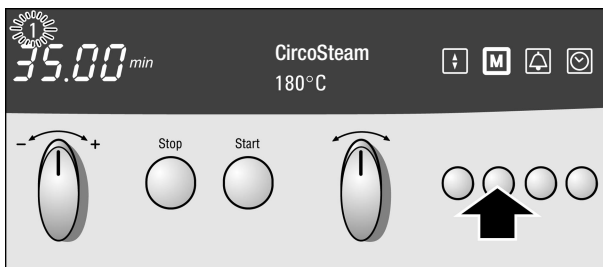 1
35.00 min
CircoSteam
180°C
M
- +
Stop
Start